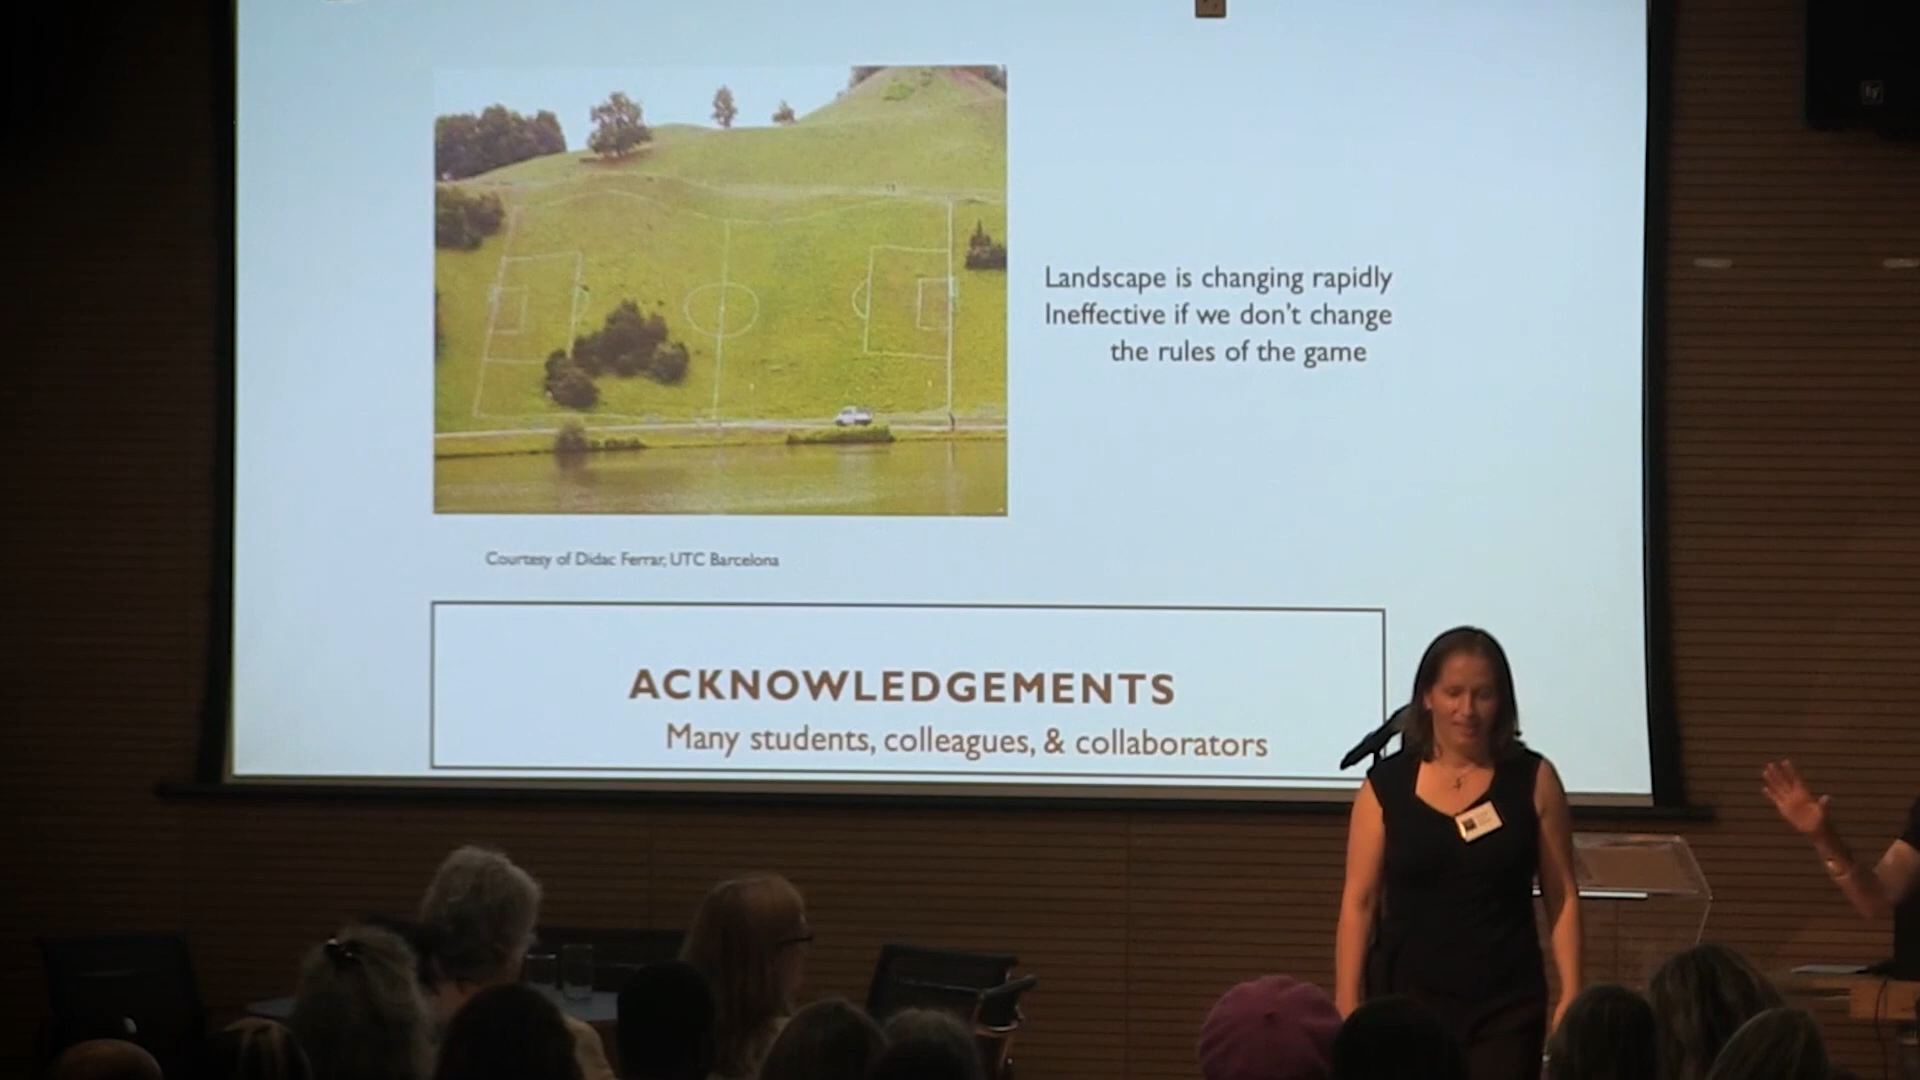 Landscape is changing rapidly
Ineffective if we don't change
the rules of the game
Courtesy of Didac Ferrar, UTC Barcelona
ACKNOWLEDGEMENTS
Many students, colleagues, & collaborators